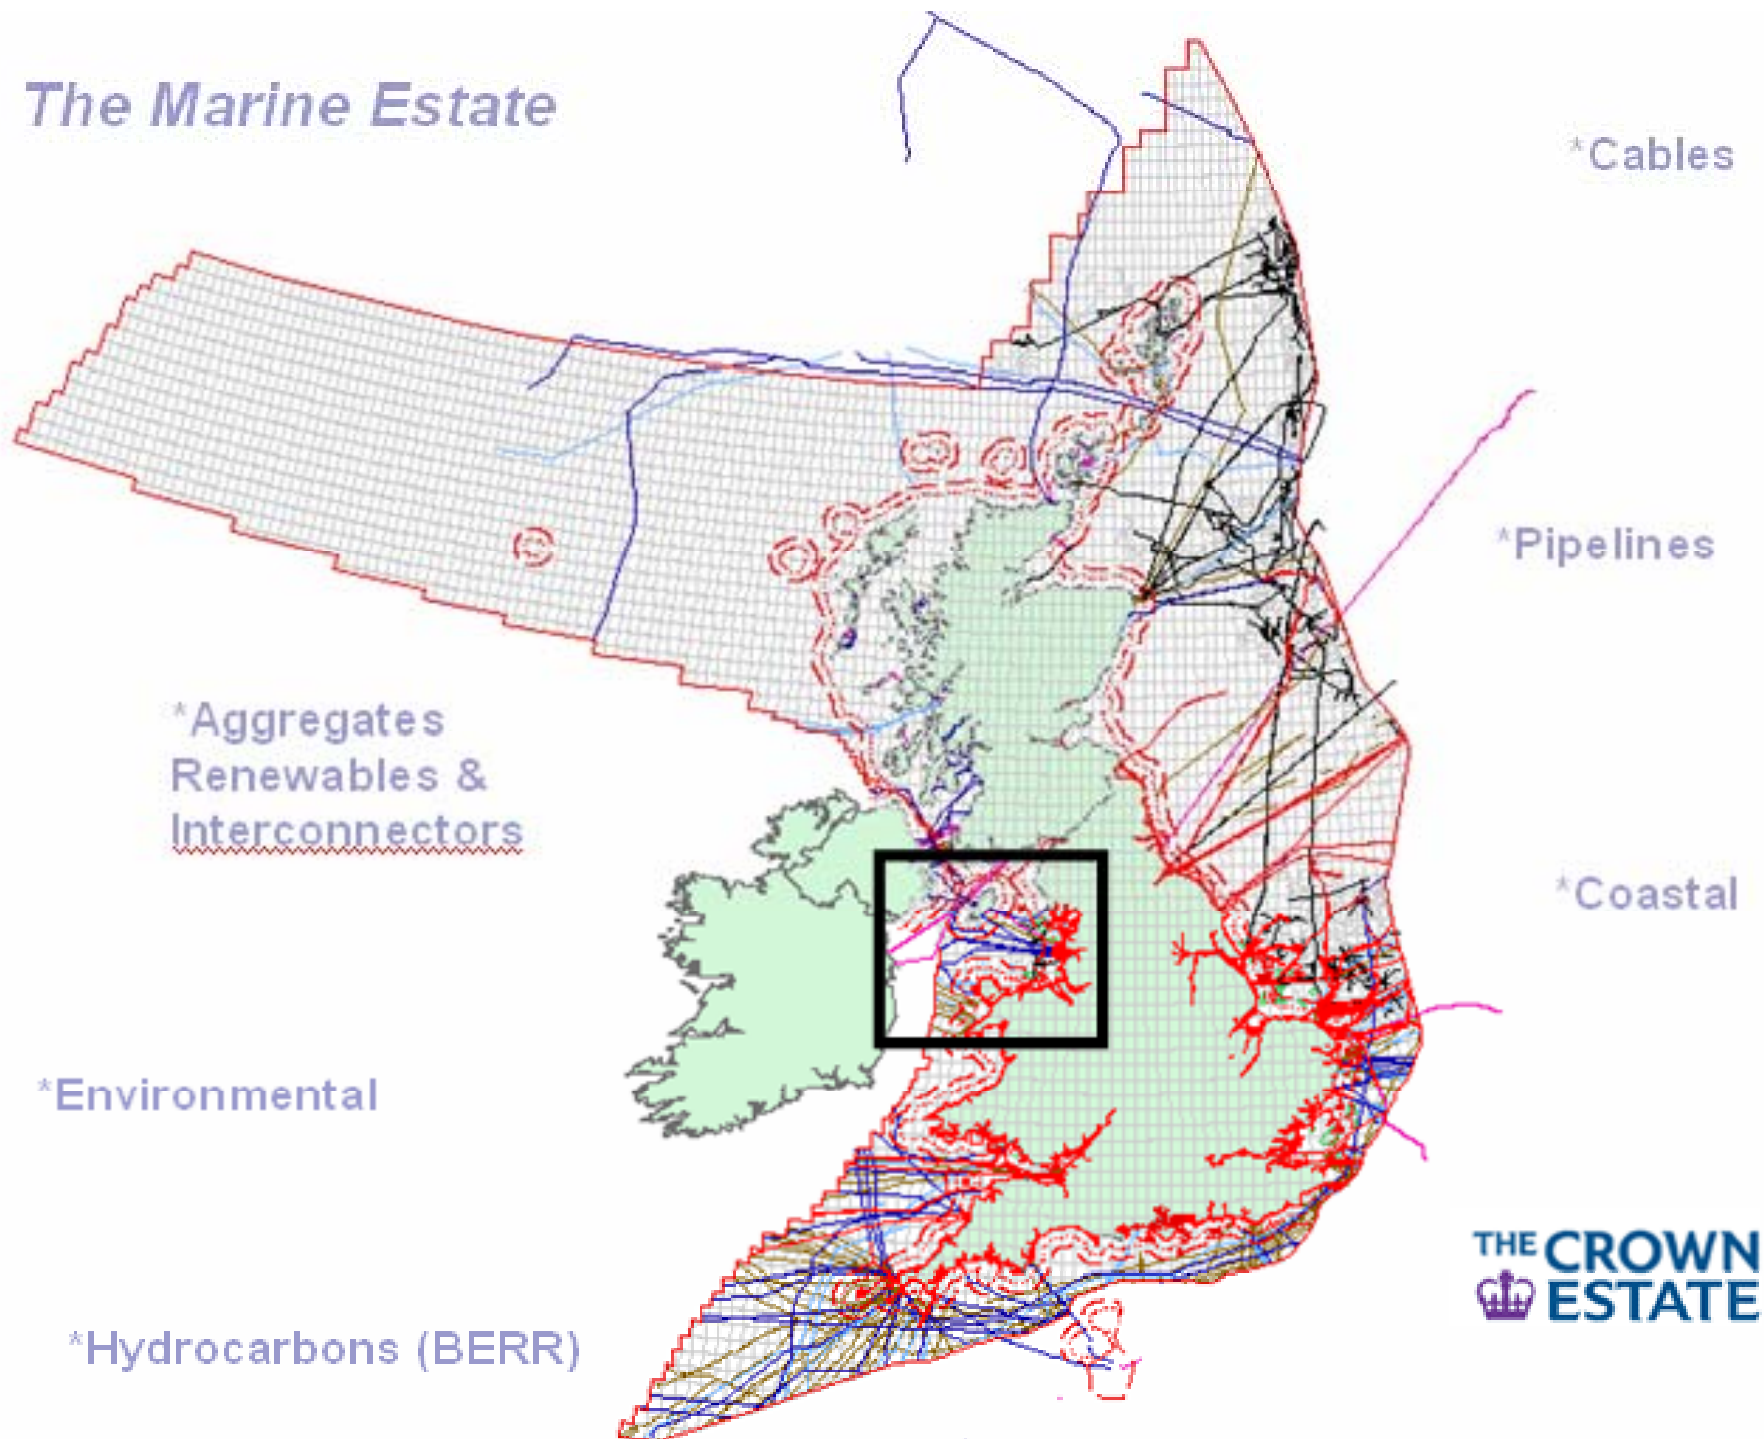 The Marine Estate
*Cables
*Pipelines
*Aggregates
Renewables &
Interconnectors
*Coastal
*Environmental
THE CROWN
ESTATE
*Hydrocarbons (BERR)